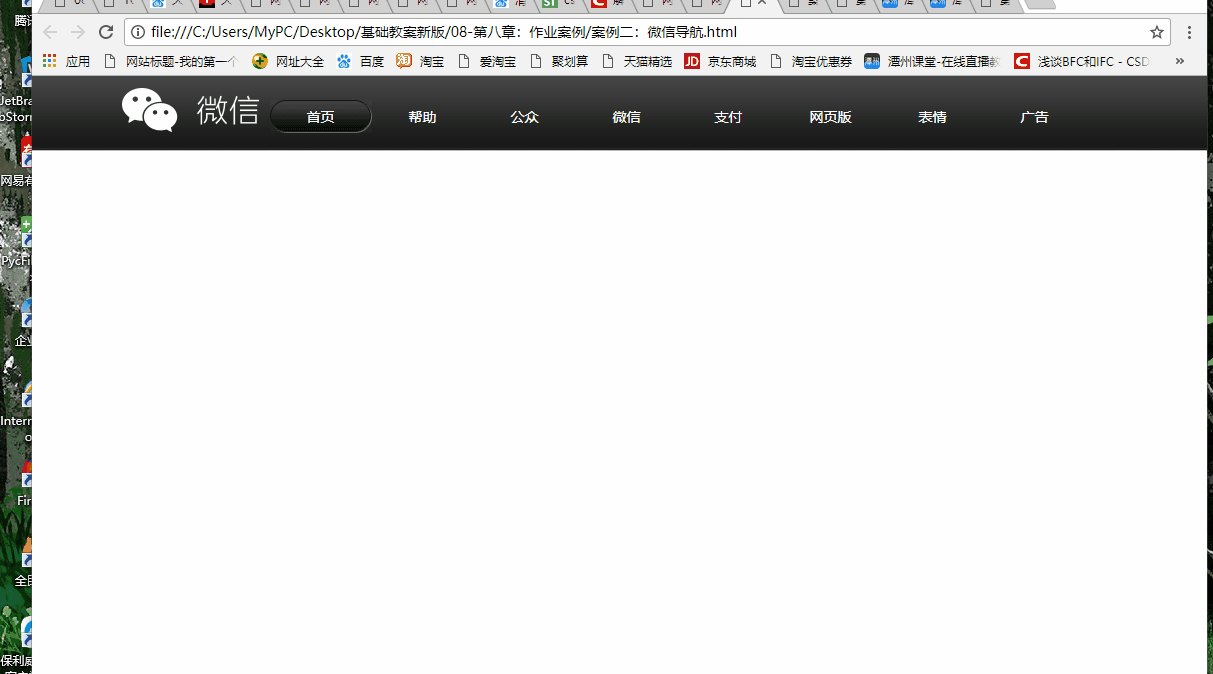 file:///C:/Users/MyPC/Desktop/基础教案新版/08-第八章：作业案例/案例二：微信导航.html
应用 网站标题-我的第一个 网址大全 百度 淘宝 爱淘宝 聚划算 天猫精选 JD 京东商城 淘宝优惠券 潭州课堂-在线直播教 C 浅谈BFC和IFC - CSD »
微信 首页 帮助 公众 微信 支付 网页版 表情 广告
腾讯
JetBra
bStorm
网易有
PycF
企业
Intern
Fir
全民
保利威